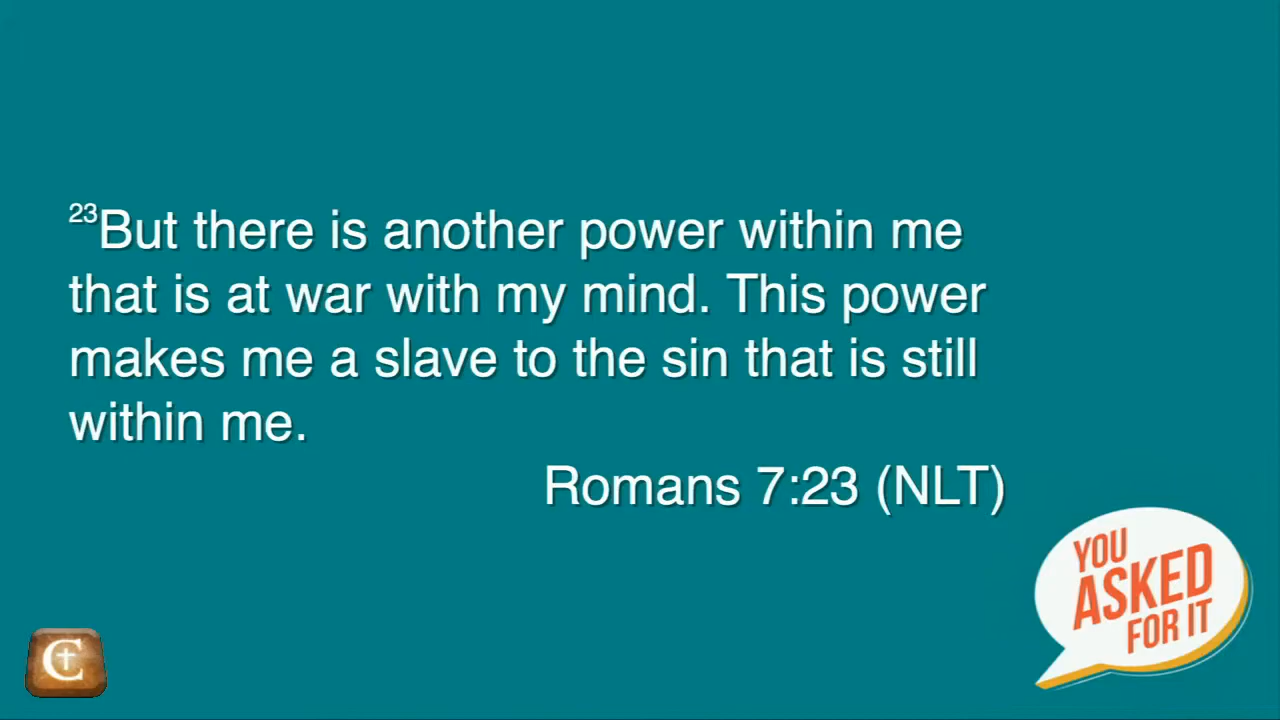 23But there is another power within me
that is at war with my mind. This power
makes me a slave to the sin that is still
within me.
Romans 7:23 (NLT)
YOU
ASKED
FOR IT
C